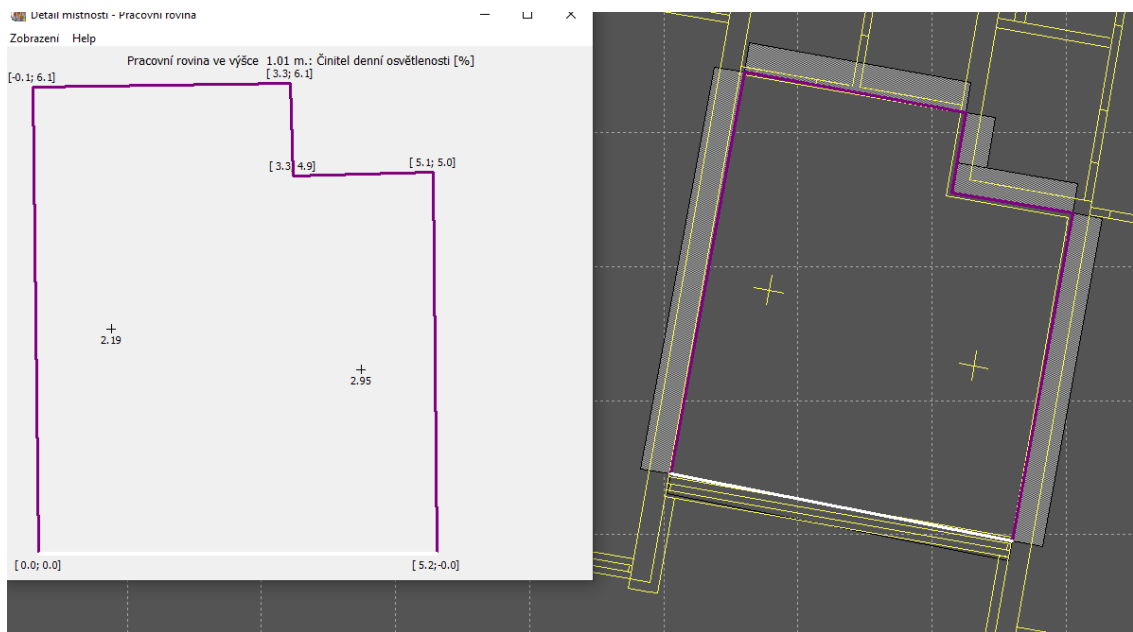 Detail místnosti - Pracovní rovina
Zobrazení Help
Pracovní rovina ve výšce 1.01 m.: Činitel denní osvětlenosti [%]
[-0.1; 6.1]
[ 3.3; 6.1]
[ 3.3; 4.9]
[ 5.1; 5.0]
2.19
2.95
[ 0.0; 0.0]
[ 5.2;-0.0]